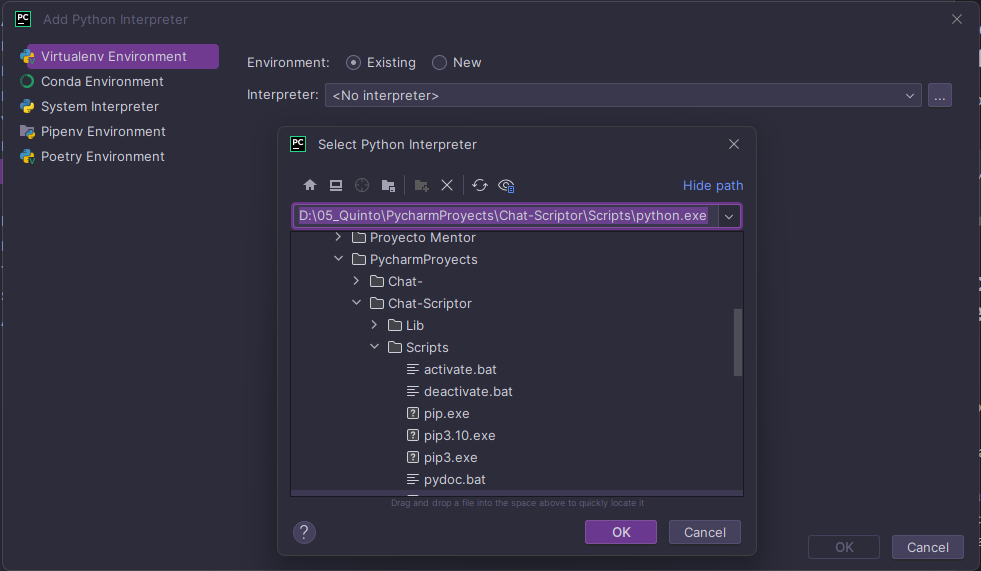 PC Add Python Interpreter
Virtualenv Environment
Conda Environment
System Interpreter
Pipenv Environment
Poetry Environment
Environment: Existing New
Interpreter: <No interpreter> ...
PC Select Python Interpreter
Hide path
D:\05_Quinto\PycharmProyects\Chat-Scriptor\Scripts\python.exe
Proyecto Mentor
PycharmProyects
Chat-
Chat-Scriptor
Lib
Scripts
activate.bat
deactivate.bat
pip.exe
pip3.10.exe
pip3.exe
pydoc.bat
Drag and drop a file into the space above to quickly locate it
? OK Cancel
OK Cancel